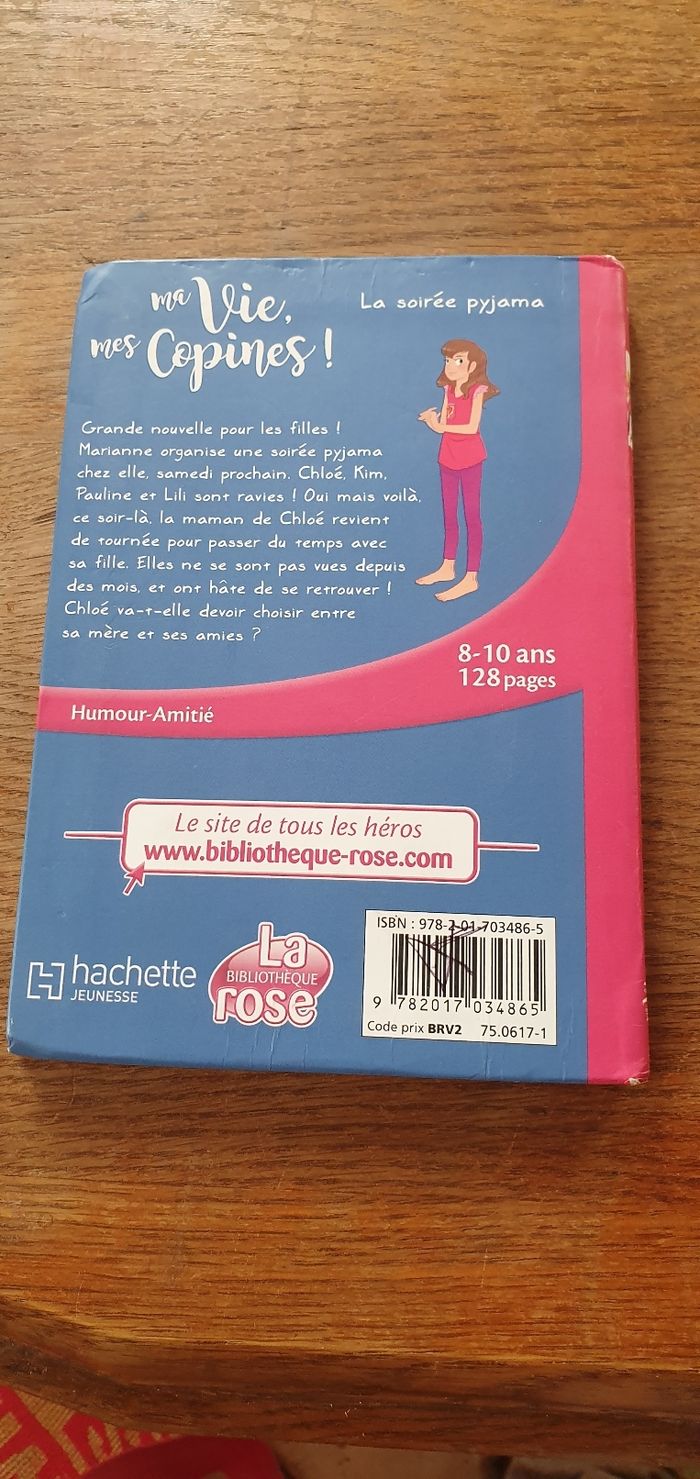 ma Vie,
mes Copines !
La soirée pyjama
Grande nouvelle pour les filles !
Marianne organise une soirée pyjama
chez elle, samedi prochain. Chloé, Kim,
Pauline et Lili sont ravies ! Oui mais voilà,
ce soir-là, la maman de Chloé revient
de tournée pour passer du temps avec
sa fille. Elles ne se sont pas vues depuis
des mois, et ont hâte de se retrouver !
Chloé va-t-elle devoir choisir entre
sa mère et ses amies ?
8-10 ans
128 pages
Humour-Amitié
Le site de tous les héros
www.bibliotheque-rose.com
hachette
JEUNESSE
La
BIBLIOTHÈQUE
rose
ISBN : 978-2-01-703486-5
9 782017 034865
Code prix BRV2 75.0617-1